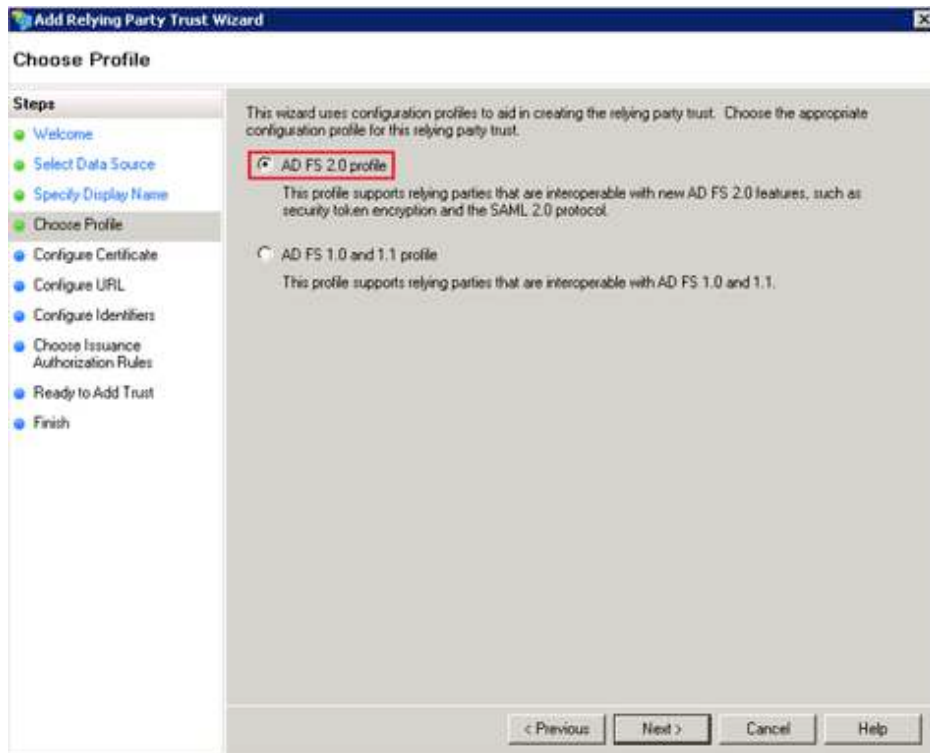 Add Relying Party Trust Wizard
Choose Profile
Steps
Welcome
Select Data Source
Specify Display Name
Choose Profile
Configure Certificate
Configure URL
Configure Identifiers
Choose Issuance
Authorization Rules
Ready to Add Trust
Finish
This wizard uses configuration profiles to aid in creating the relying party trust. Choose the appropriate
configuration profile for this relying party trust.
AD FS 2.0 profile
This profile supports relying parties that are interoperable with new AD FS 2.0 features, such as
security token encryption and the SAML 2.0 protocol.
AD FS 1.0 and 1.1 profile
This profile supports relying parties that are interoperable with AD FS 1.0 and 1.1.
< Previous
Next >
Cancel
Help